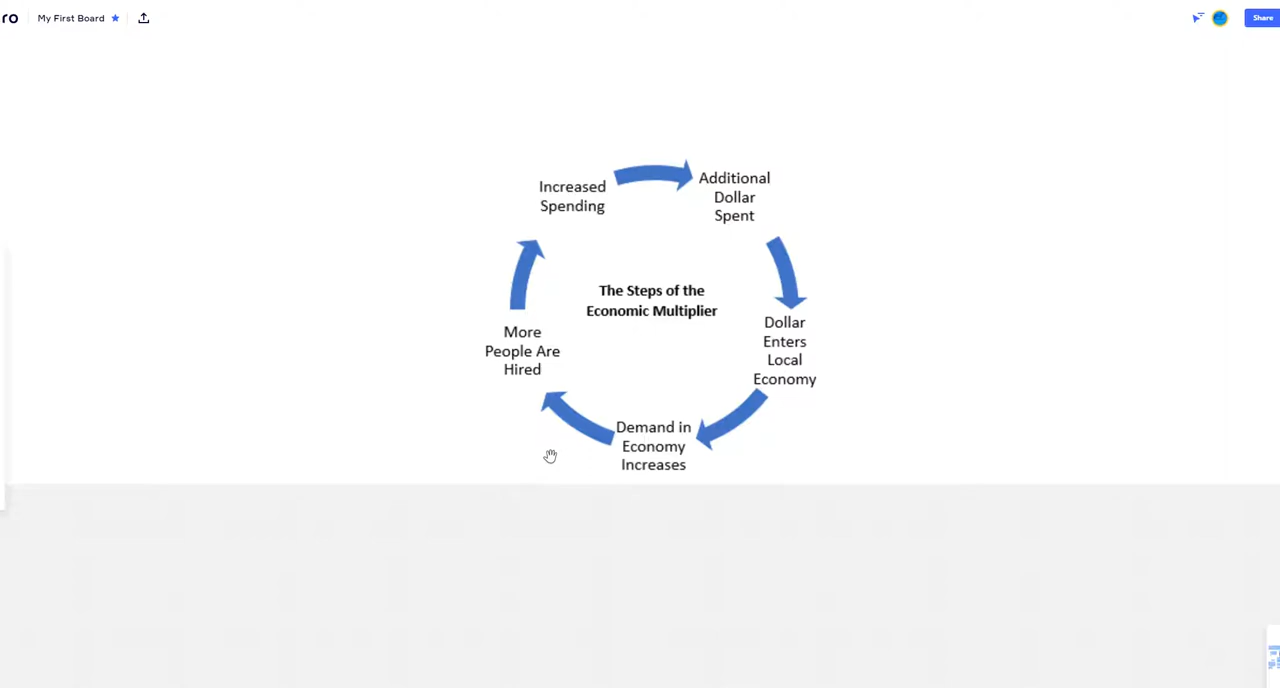 ro
My First Board
Share
Increased
Spending
Additional
Dollar
Spent
The Steps of the
Economic Multiplier
Dollar
Enters
Local
Economy
More
People Are
Hired
Demand in
Economy
Increases